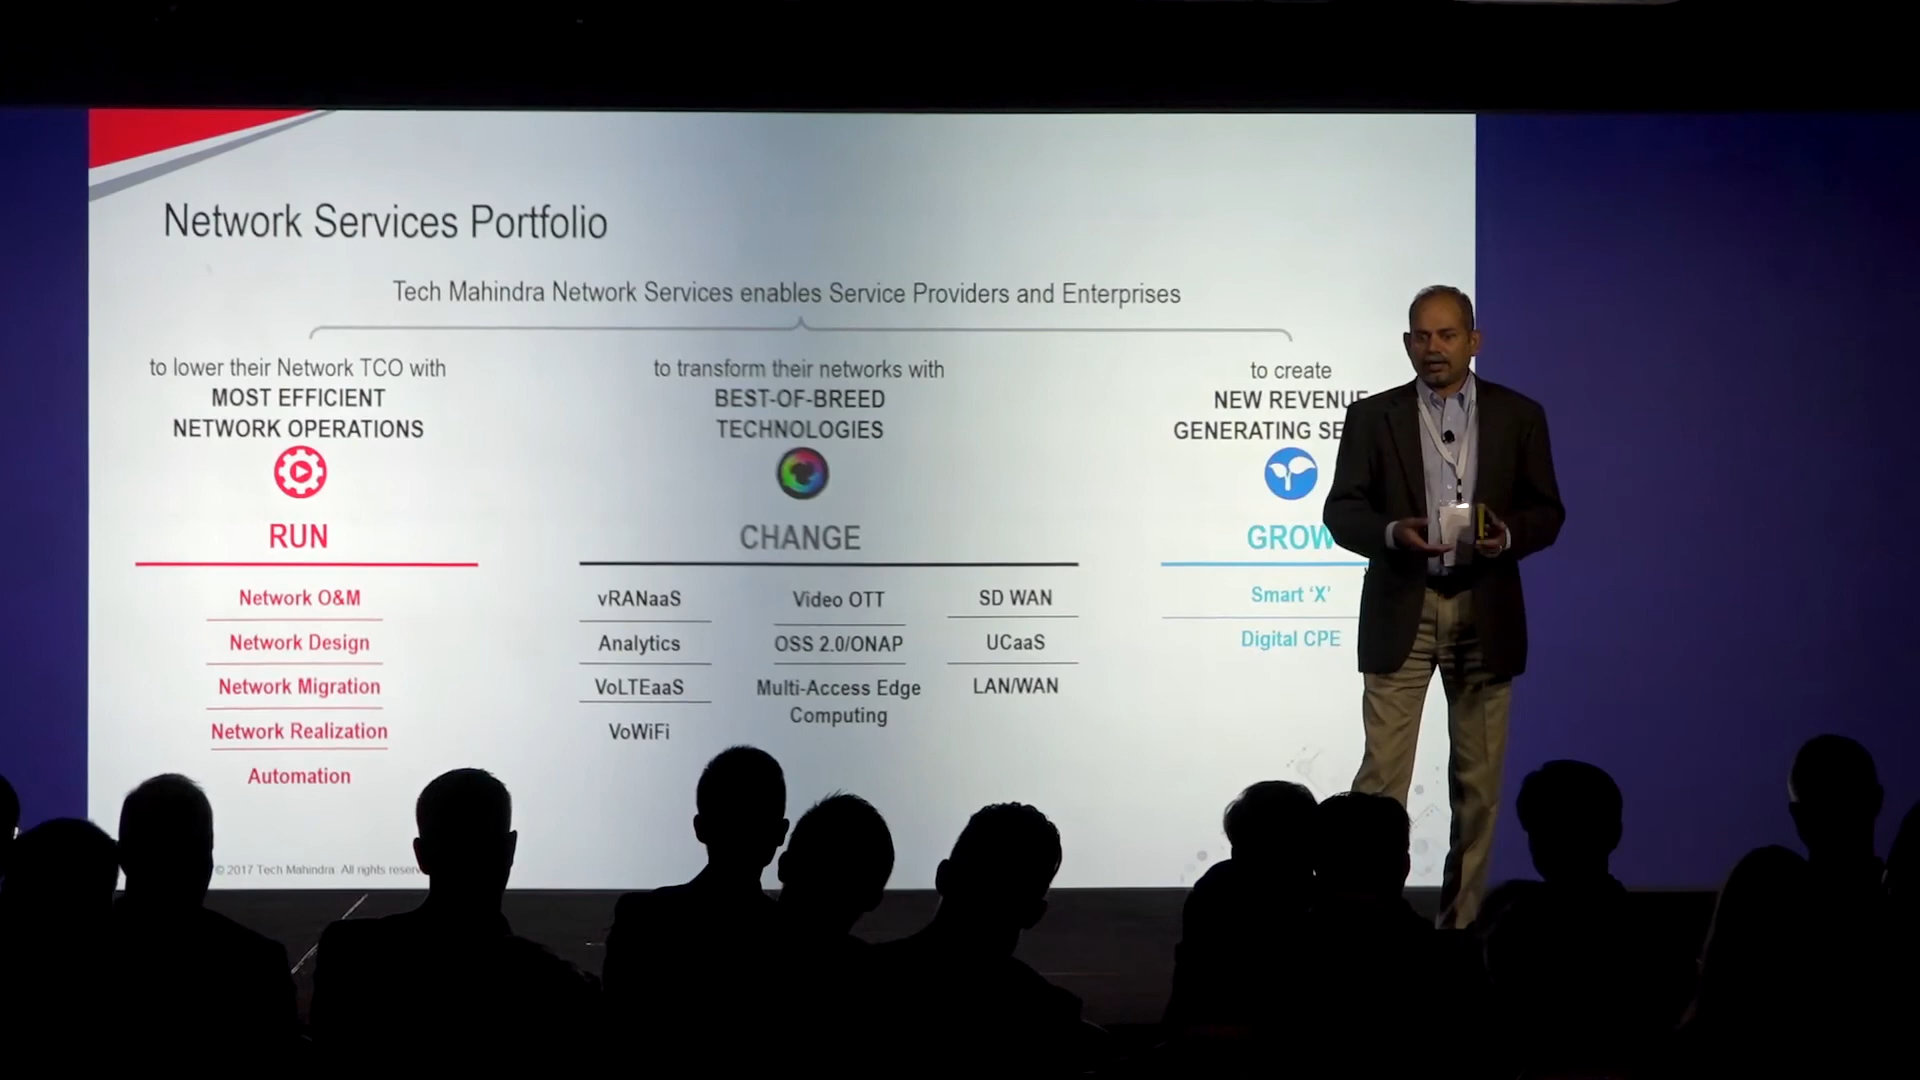 Network Services Portfolio
Tech Mahindra Network Services enables Service Providers and Enterprises
to lower their Network TCO with
MOST EFFICIENT
NETWORK OPERATIONS
RUN
Network O&M
Network Design
Network Migration
Network Realization
Automation
to transform their networks with
BEST-OF-BREED
TECHNOLOGIES
CHANGE
vRANaaS
Analytics
VoLTEaaS
VoWiFi
Video OTT
OSS 2.0/ONAP
Multi-Access Edge
Computing
SD WAN
UCaaS
LAN/WAN
to create
NEW REVENUE
GENERATING
GROW
Smart ‘X’
Digital CPE
© 2017 Tech Mahindra. All rights